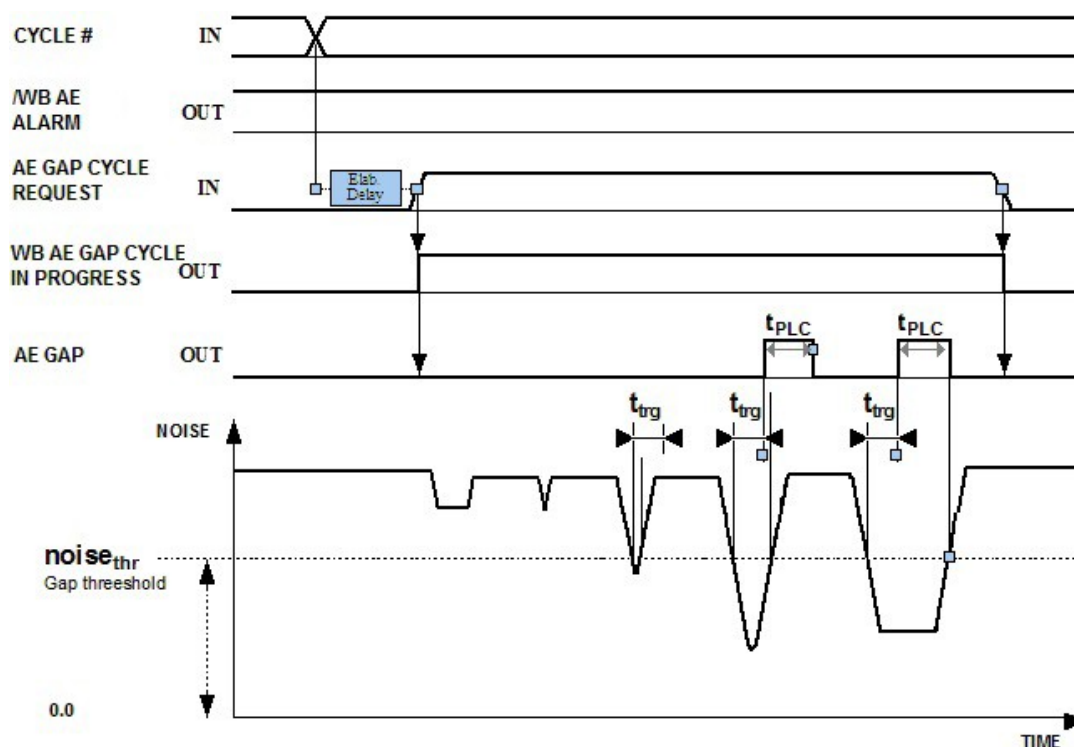 CYCLE # IN
/WB AE
ALARM OUT
AE GAP CYCLE
REQUEST IN
Elab.
Delay
WB AE GAP CYCLE
IN PROGRESS OUT
tPLC tPLC
AE GAP OUT
ttrg ttrg ttrg
NOISE
noisethr
Gap threeshold
0.0
TIME